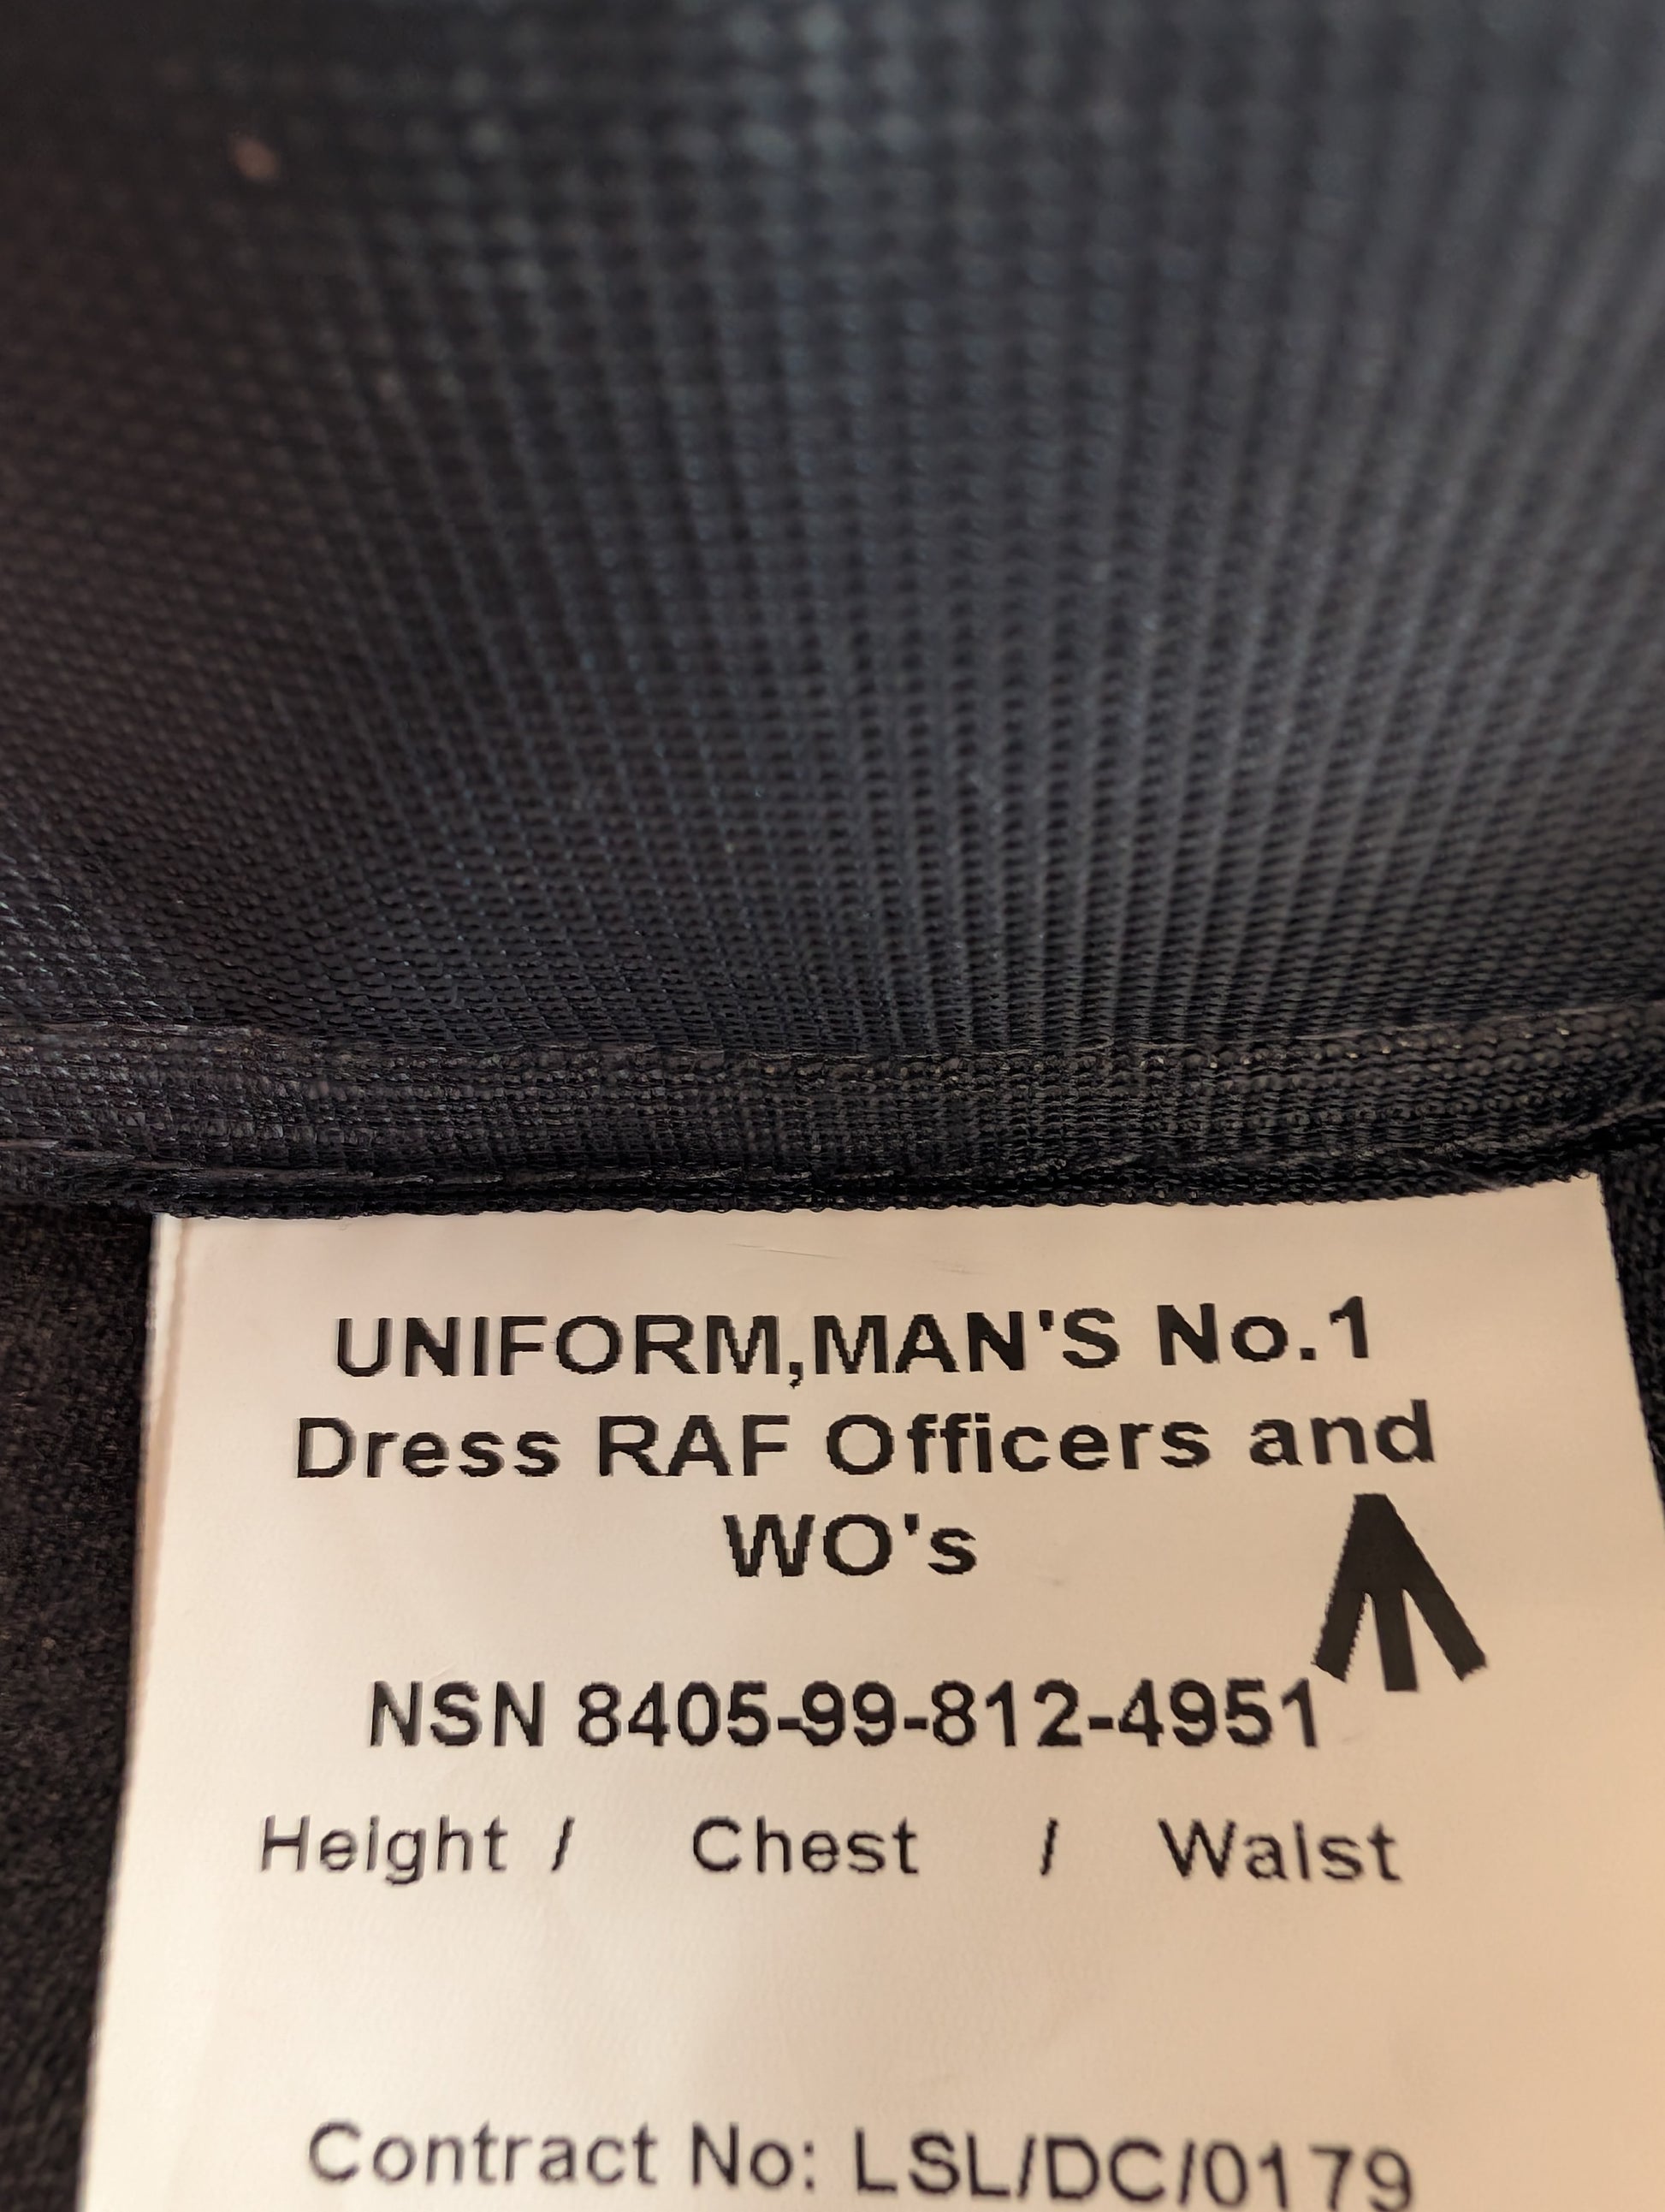 UNIFORM,MAN'S No.1
Dress RAF Officers and
WO's
NSN 8405-99-812-4951
Height / Chest / Waist
Contract No: LSL/DC/0179